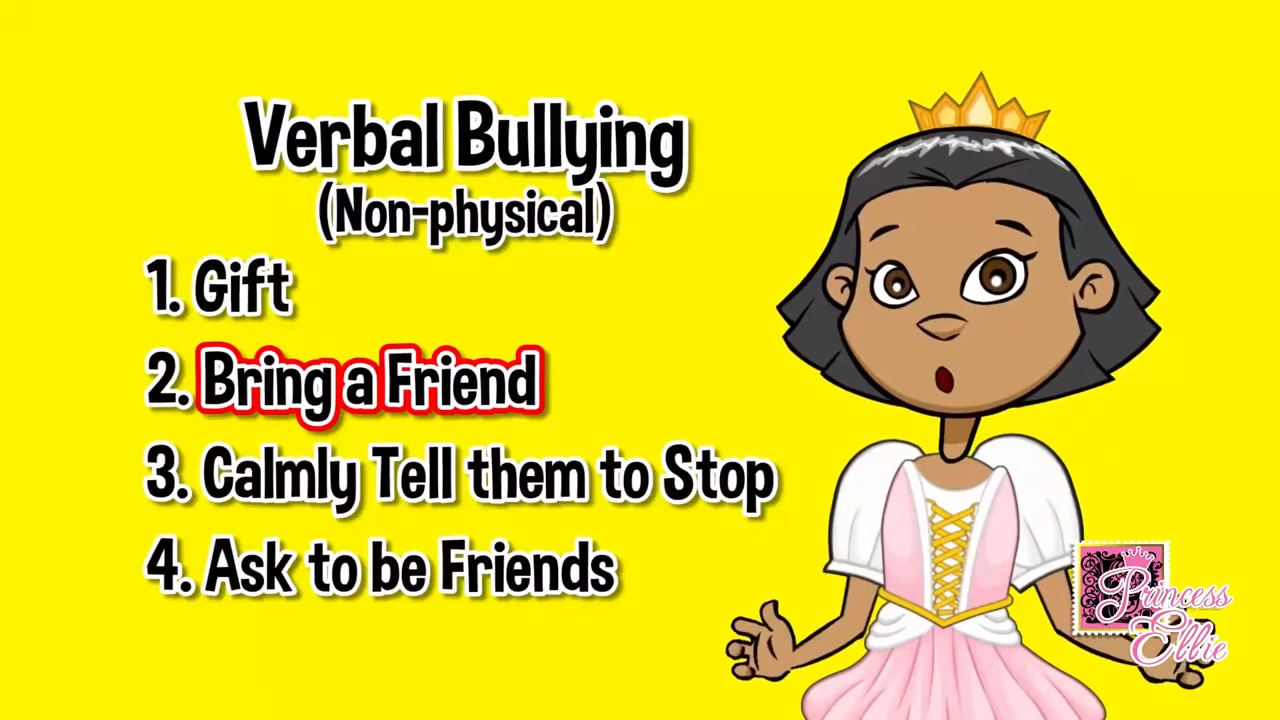 Verbal Bullying
(Non-physical)
1. Gift
2. Bring a Friend
3. Calmly Tell them to Stop
4. Ask to be Friends
Princess
Ellie